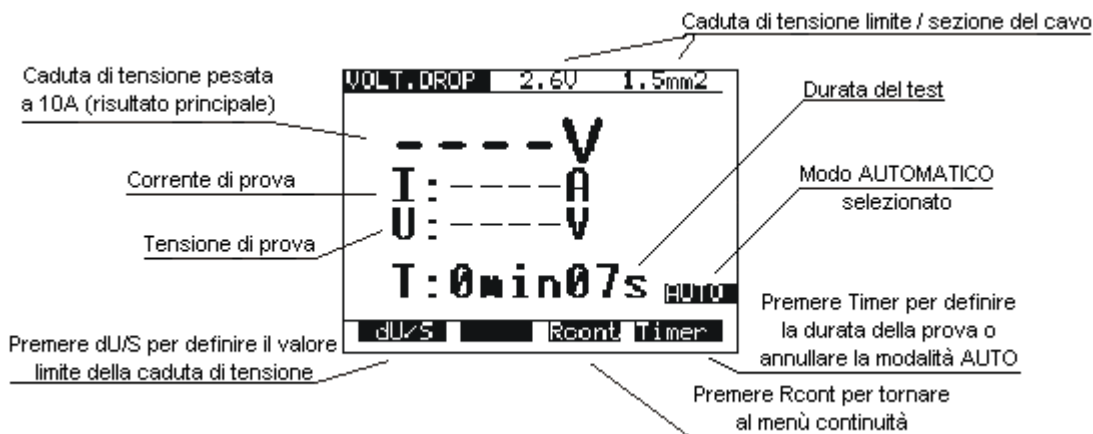 Caduta di tensione limite / sezione del cavo
Caduta di tensione pesata
a 10A (risultato principale)
VOLT.DROP 2.6V 1.5mm2
Durata del test
----V
Corrente di prova
I:----A
Modo AUTOMATICO
selezionato
Tensione di prova
U:----V
T:0min07s AUTO
Premere Timer per definire
la durata della prova o
annullare la modalità AUTO
dU/S Rcont Timer
Premere dU/S per definire il valore
limite della caduta di tensione
Premere Rcont per tornare
al menù continuità